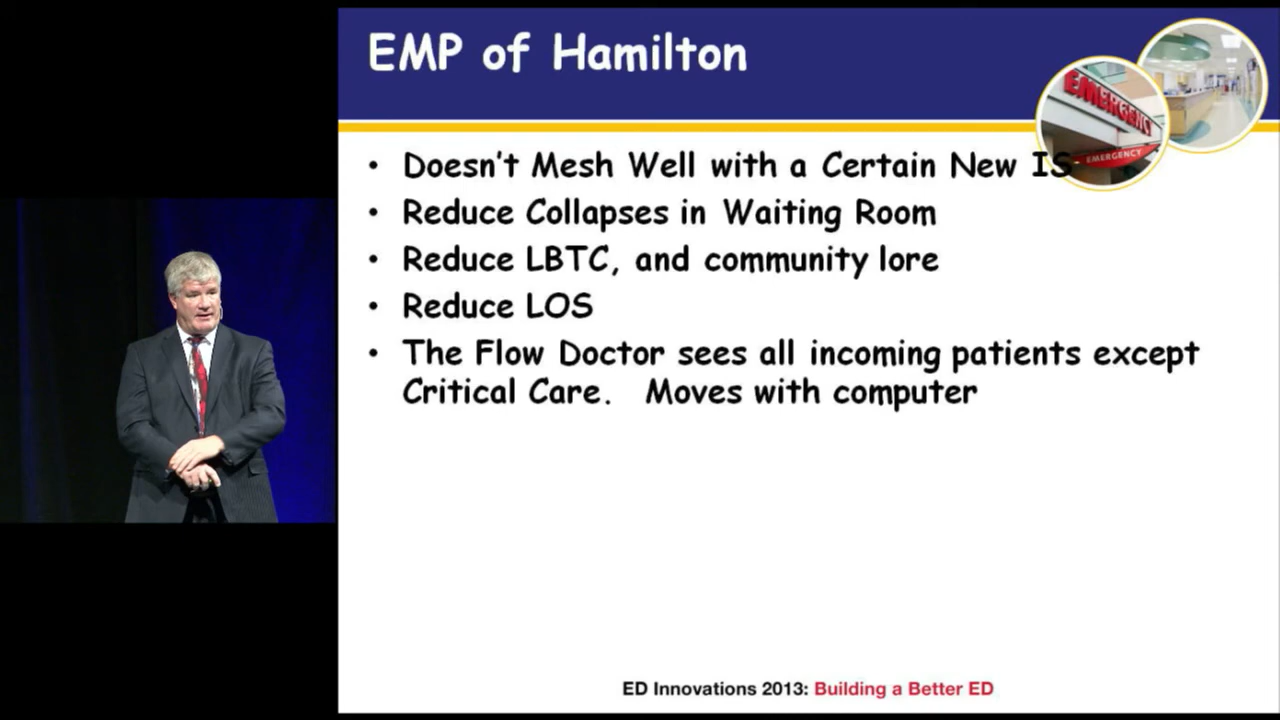 EMP of Hamilton
EMERGENCY
EMERGENCY
• Doesn't Mesh Well with a Certain New IS
• Reduce Collapses in Waiting Room
• Reduce LBTC, and community lore
• Reduce LOS
• The Flow Doctor sees all incoming patients except
Critical Care. Moves with computer
ED Innovations 2013: Building a Better ED